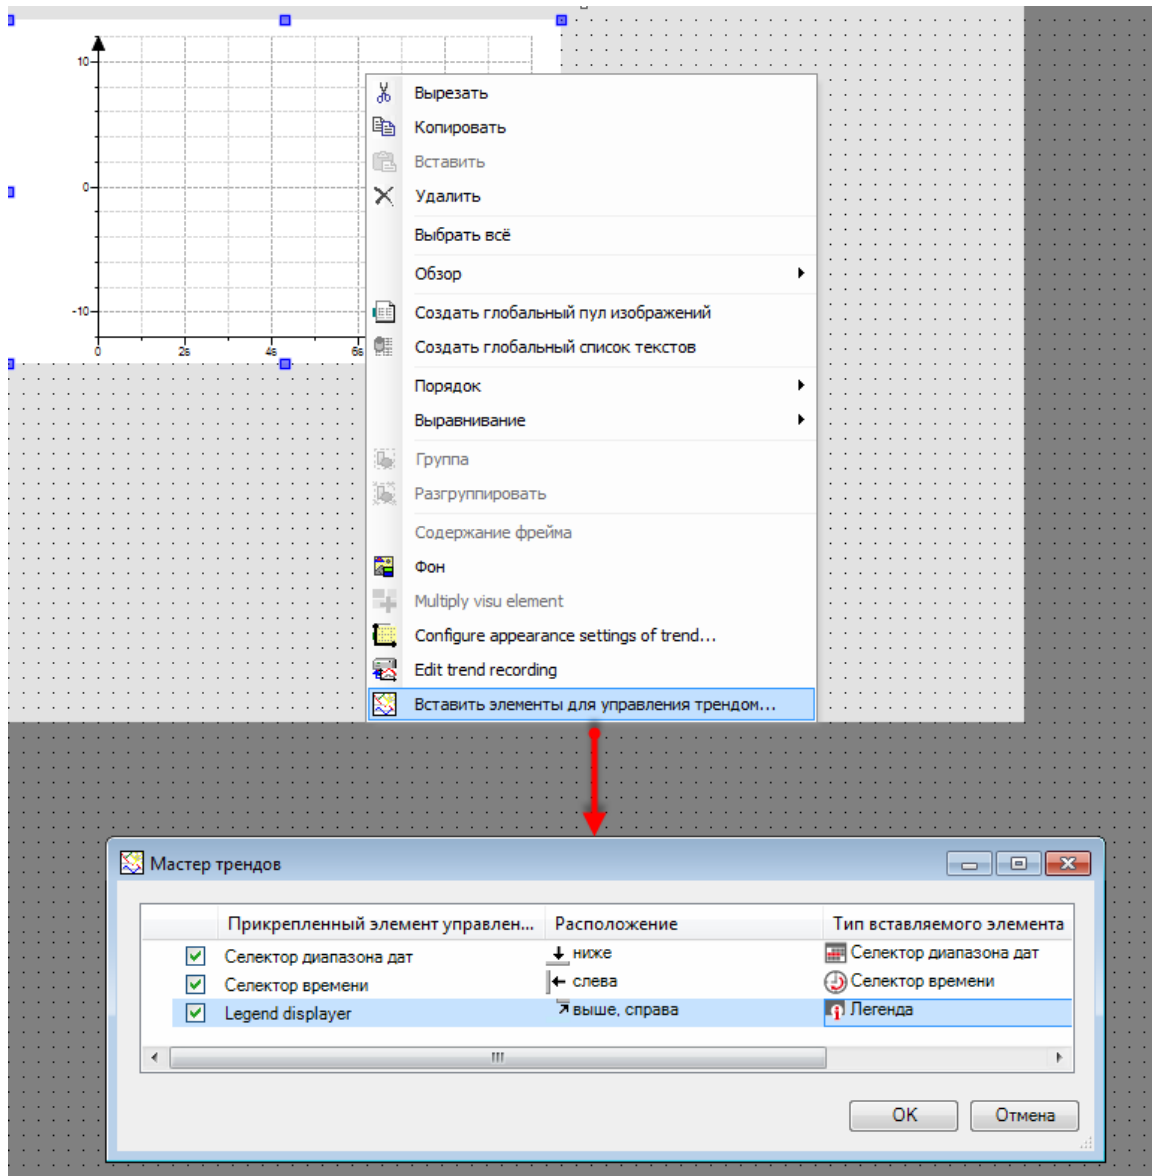 10
0
-10
0 2s 4s 6s
Вырезать
Копировать
Вставить
Удалить
Выбрать всё
Обзор
Создать глобальный пул изображений
Создать глобальный список текстов
Порядок
Выравнивание
Группа
Разгруппировать
Содержание фрейма
Фон
Multiply visu element
Configure appearance settings of trend...
Edit trend recording
Вставить элементы для управления трендом...
Мастер трендов
Прикрепленный элемент управлен... Расположение Тип вставляемого элемента
Селектор диапазона дат ниже Селектор диапазона дат
Селектор времени слева Селектор времени
Legend displayer выше, справа Легенда
OK Отмена